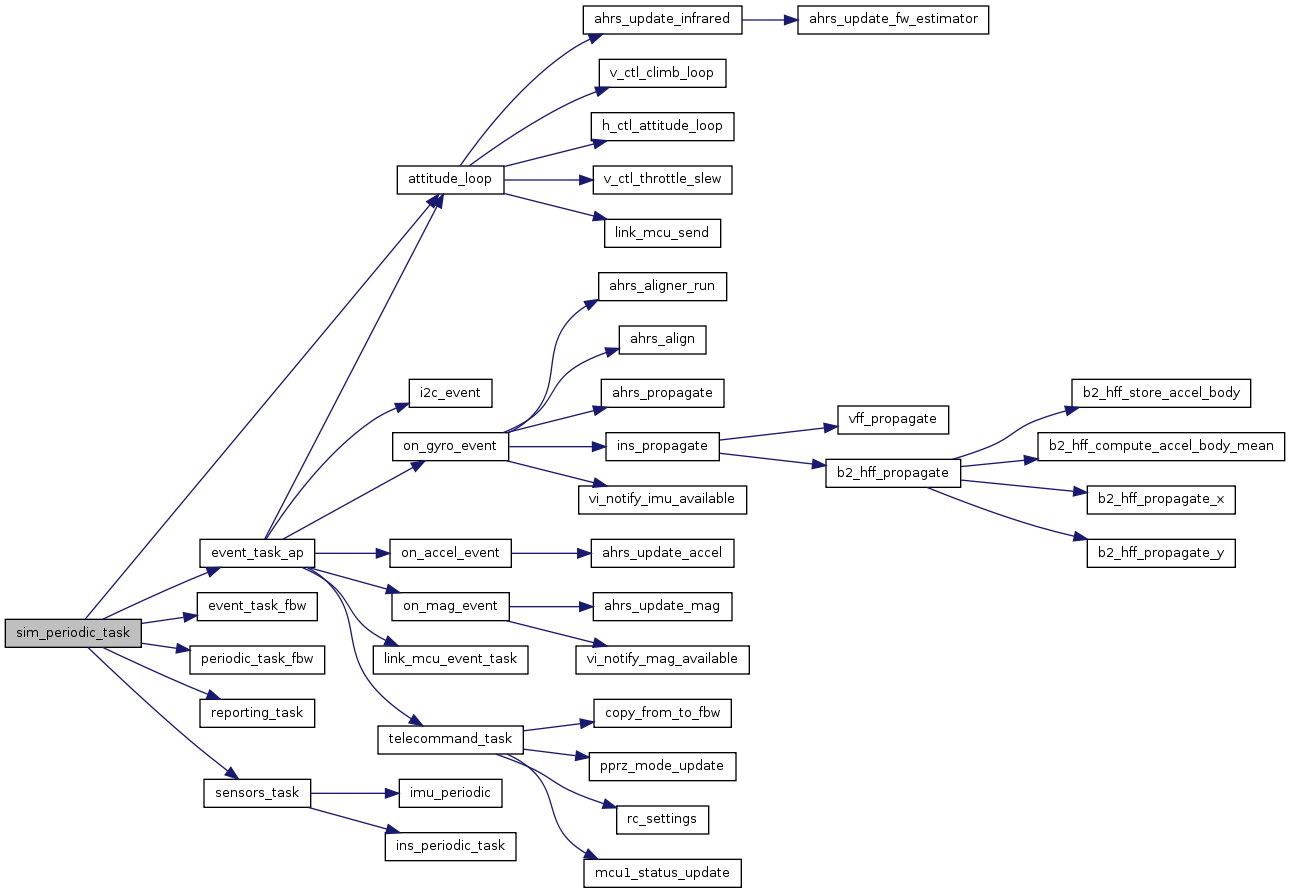 ahrs_update_infrared
ahrs_update_fw_estimator
v_ctl_climb_loop
h_ctl_attitude_loop
attitude_loop
v_ctl_throttle_slew
link_mcu_send
ahrs_aligner_run
ahrs_align
i2c_event
ahrs_propagate
b2_hff_store_accel_body
vff_propagate
on_gyro_event
ins_propagate
b2_hff_compute_accel_body_mean
b2_hff_propagate
vi_notify_imu_available
b2_hff_propagate_x
event_task_ap
on_accel_event
ahrs_update_accel
b2_hff_propagate_y
event_task_fbw
on_mag_event
ahrs_update_mag
sim_periodic_task
periodic_task_fbw
link_mcu_event_task
vi_notify_mag_available
reporting_task
copy_from_to_fbw
telecommand_task
pprz_mode_update
sensors_task
imu_periodic
rc_settings
ins_periodic_task
mcu1_status_update